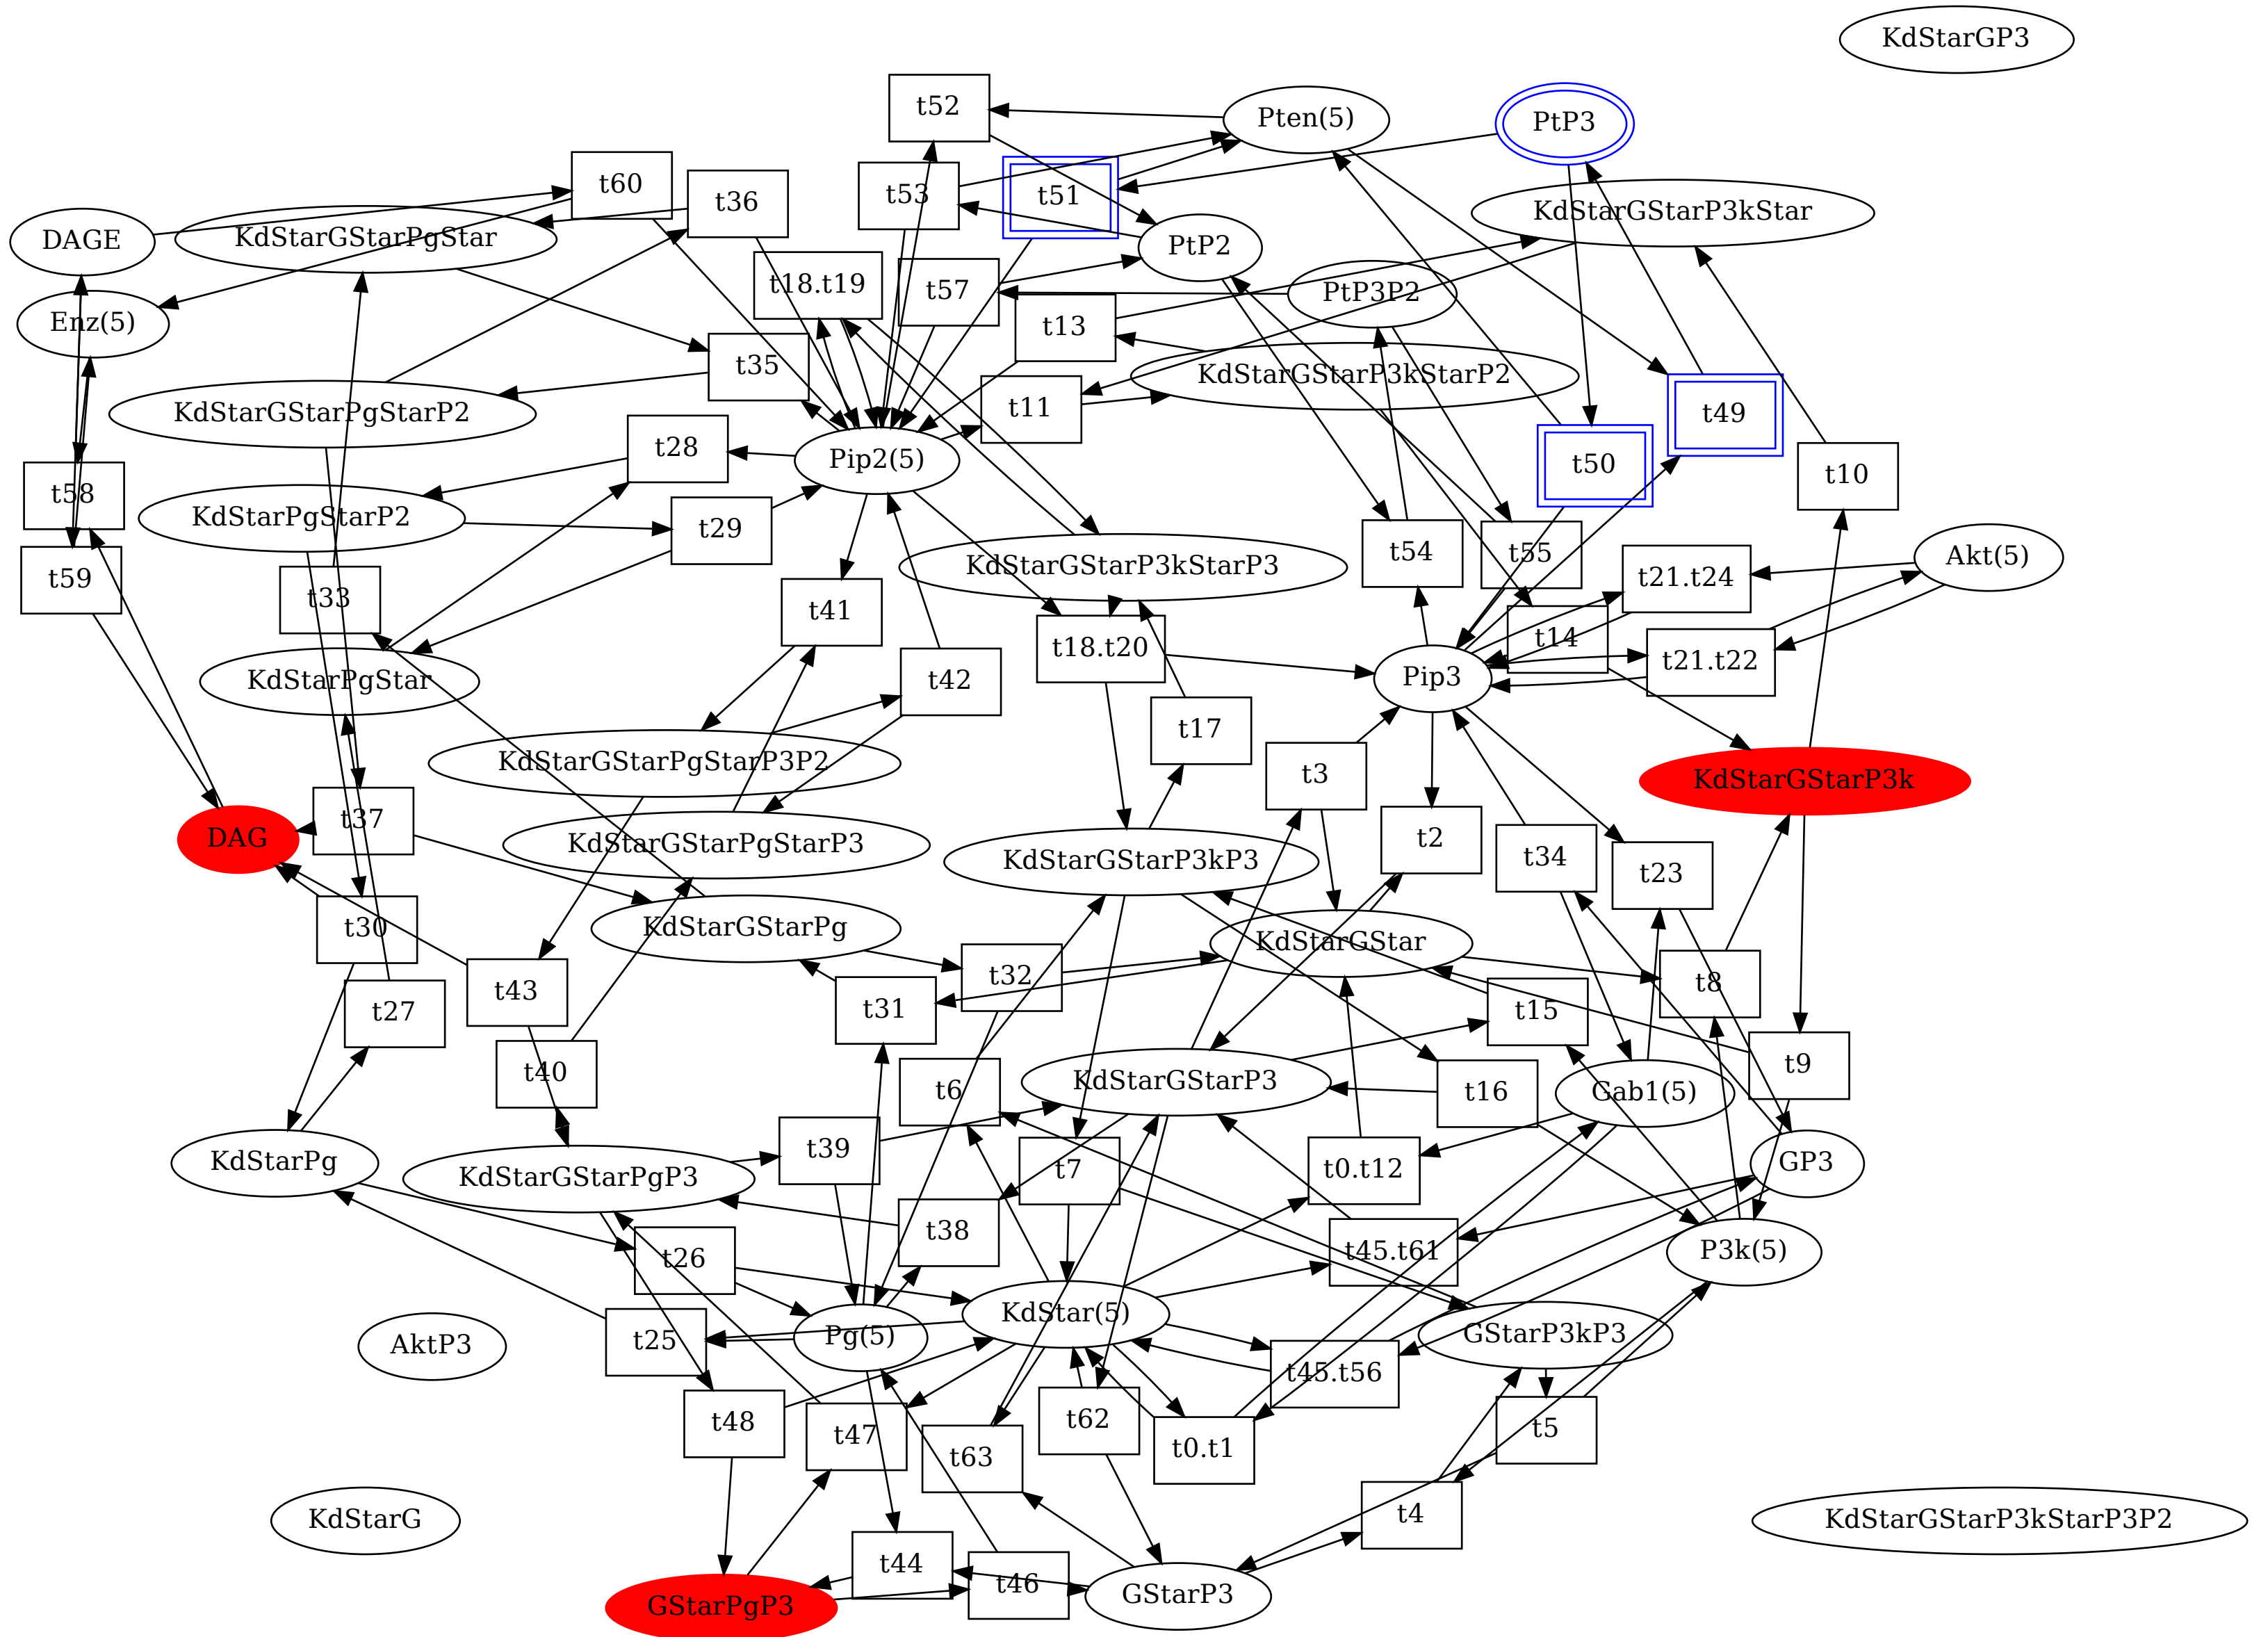 KdStarGP3
t52
Pten(5)
PtP3
t60
t36
t53
t51
KdStarGStarP3kStar
DAGE
KdStarGStarPgStar
PtP2
t18.t19
t57
PtP3P2
Enz(5)
t13
t35
KdStarGStarP3kStarP2
KdStarGStarPgStarP2
t11
t49
t28
Pip2(5)
t50
t10
t58
KdStarPgStarP2
t29
t59
t33
KdStarGStarP3kStarP3
t54
t55
t21.t24
Akt(5)
t41
t18.t20
t14
t21.t22
KdStarPgStar
t42
Pip3
t17
KdStarGStarPgStarP3P2
t3
KdStarGStarP3k
DAG
t37
KdStarGStarPgStarP3
KdStarGStarP3kP3
t2
t34
t23
t30
KdStarGStarPg
KdStarGStar
t43
t32
t8
t27
t31
t15
t9
t40
t6
KdStarGStarP3
t16
Gab1(5)
KdStarPg
KdStarGStarPgP3
t39
t7
t0.t12
GP3
t26
t38
t45.t61
P3k(5)
AktP3
t25
Pg(5)
KdStar(5)
t45.t56
GStarP3kP3
t48
t47
t63
t62
t0.t1
t5
KdStarG
t4
KdStarGStarP3kStarP3P2
t44
t46
GStarPgP3
GStarP3